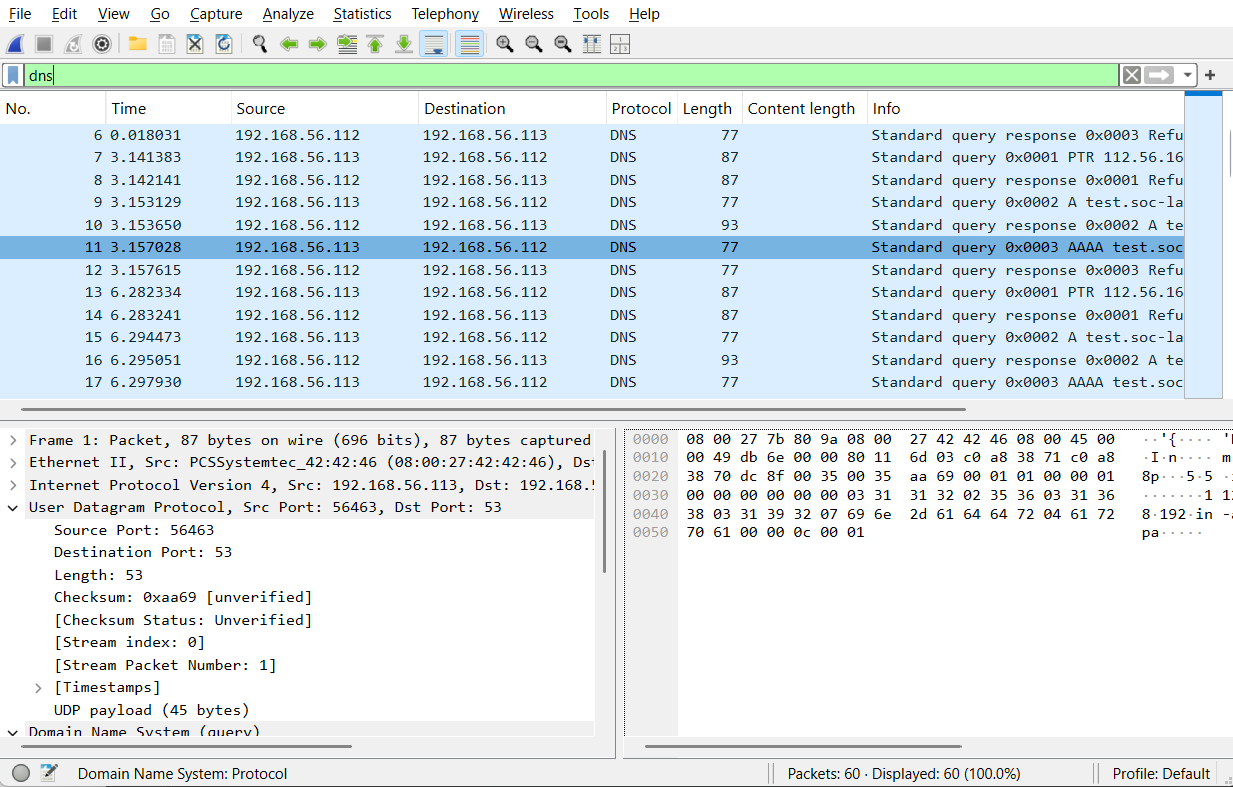 File Edit View Go Capture Analyze Statistics Telephony Wireless Tools Help
dns
No. Time Source Destination Protocol Length Content length Info
6 0.018031 192.168.56.112 192.168.56.113 DNS 77 Standard query response 0x0003 Refu
7 3.141383 192.168.56.113 192.168.56.112 DNS 87 Standard query 0x0001 PTR 112.56.16
8 3.142141 192.168.56.112 192.168.56.113 DNS 87 Standard query response 0x0001 Refu
9 3.153129 192.168.56.113 192.168.56.112 DNS 77 Standard query 0x0002 A test.soc-la
10 3.153650 192.168.56.112 192.168.56.113 DNS 93 Standard query response 0x0002 A te
11 3.157028 192.168.56.113 192.168.56.112 DNS 77 Standard query 0x0003 AAAA test.soc
12 3.157615 192.168.56.112 192.168.56.113 DNS 77 Standard query response 0x0003 Refu
13 6.282334 192.168.56.113 192.168.56.112 DNS 87 Standard query 0x0001 PTR 112.56.16
14 6.283241 192.168.56.112 192.168.56.113 DNS 87 Standard query response 0x0001 Refu
15 6.294473 192.168.56.113 192.168.56.112 DNS 77 Standard query 0x0002 A test.soc-la
16 6.295051 192.168.56.112 192.168.56.113 DNS 93 Standard query response 0x0002 A te
17 6.297930 192.168.56.113 192.168.56.112 DNS 77 Standard query 0x0003 AAAA test.soc
Frame 1: Packet, 87 bytes on wire (696 bits), 87 bytes captured
Ethernet II, Src: PCSSystemtec_42:42:46 (08:00:27:42:42:46), Dst
Internet Protocol Version 4, Src: 192.168.56.113, Dst: 192.168.5
User Datagram Protocol, Src Port: 56463, Dst Port: 53
Source Port: 56463
Destination Port: 53
Length: 53
Checksum: 0xaa69 [unverified]
[Checksum Status: Unverified]
[Stream index: 0]
[Stream Packet Number: 1]
[Timestamps]
UDP payload (45 bytes)
Domain Name System (query)
0000 08 00 27 7b 80 9a 08 00 27 42 42 46 08 00 45 00 ··'{···· '
0010 00 49 db 6e 00 00 80 11 6d 03 c0 a8 38 71 c0 a8 ·I·n···· m
0020 38 70 dc 8f 00 35 00 35 aa 69 00 01 01 00 00 01 8p···5·5
0030 00 00 00 00 00 00 03 31 31 32 02 35 36 03 31 36 ·······1 1
0040 38 03 31 39 32 07 69 6e 2d 61 64 64 72 04 61 72 8·192·in -a
0050 70 61 00 00 0c 00 01 pa·····
Domain Name System: Protocol Packets: 60 · Displayed: 60 (100.0%) Profile: Default